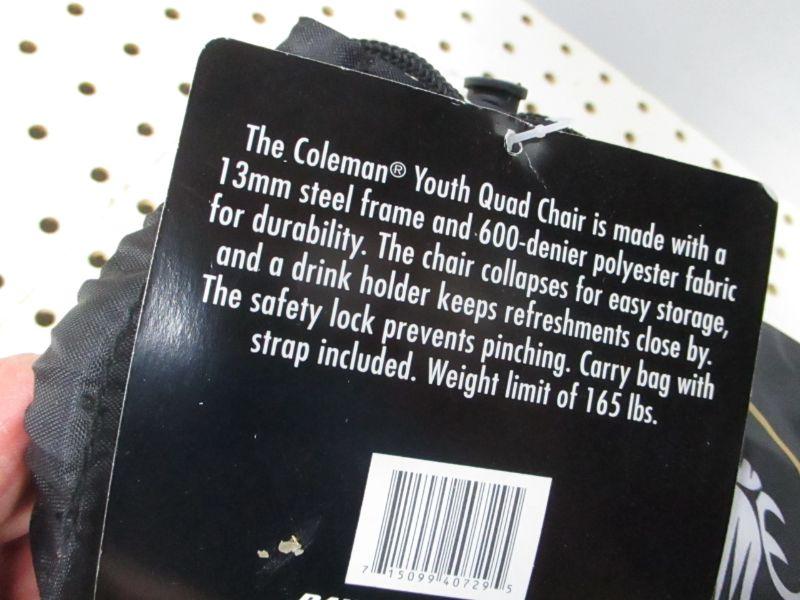 The Coleman® Youth Quad Chair is made with a
13mm steel frame and 600-denier polyester fabric
for durability. The chair collapses for easy storage,
and a drink holder keeps refreshments close by.
The safety lock prevents pinching. Carry bag with
strap included. Weight limit of 165 lbs.
7 15099 40729 5